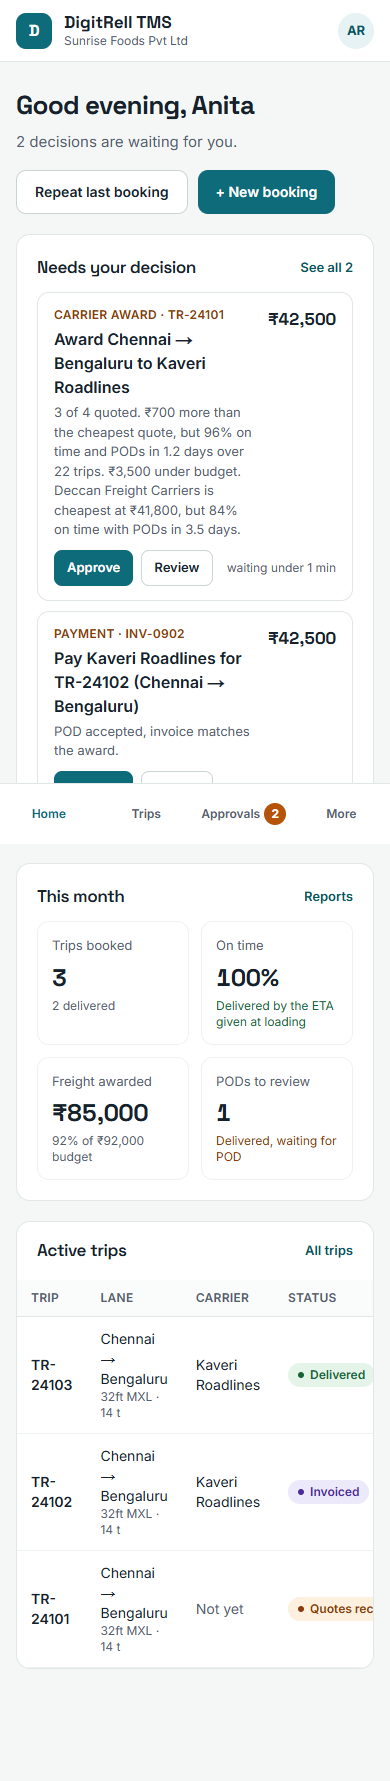 D
DigitRell TMS
Sunrise Foods Pvt Ltd
AR
Good evening, Anita
2 decisions are waiting for you.
Repeat last booking
+ New booking
Needs your decision
See all 2
CARRIER AWARD · TR-24101
₹42,500
Award Chennai →
Bengaluru to Kaveri
Roadlines
3 of 4 quoted. ₹700 more than
the cheapest quote, but 96% on
time and PODs in 1.2 days over
22 trips. ₹3,500 under budget.
Deccan Freight Carriers is
cheapest at ₹41,800, but 84%
on time with PODs in 3.5 days.
Approve
Review
waiting under 1 min
PAYMENT · INV-0902
₹42,500
Pay Kaveri Roadlines for
TR-24102 (Chennai →
Bengaluru)
POD accepted, invoice matches
the award.
Home
Trips
Approvals 2
More
This month
Reports
Trips booked
3
2 delivered
On time
100%
Delivered by the ETA
given at loading
Freight awarded
₹85,000
92% of ₹92,000
budget
PODs to review
1
Delivered, waiting for
POD
Active trips
All trips
TRIP
LANE
CARRIER
STATUS
TR-
24103
Chennai
→
Bengaluru
32ft MXL ·
14 t
Kaveri
Roadlines
Delivered
TR-
24102
Chennai
→
Bengaluru
32ft MXL ·
14 t
Kaveri
Roadlines
Invoiced
TR-
24101
Chennai
→
Bengaluru
32ft MXL ·
14 t
Not yet
Quotes rec